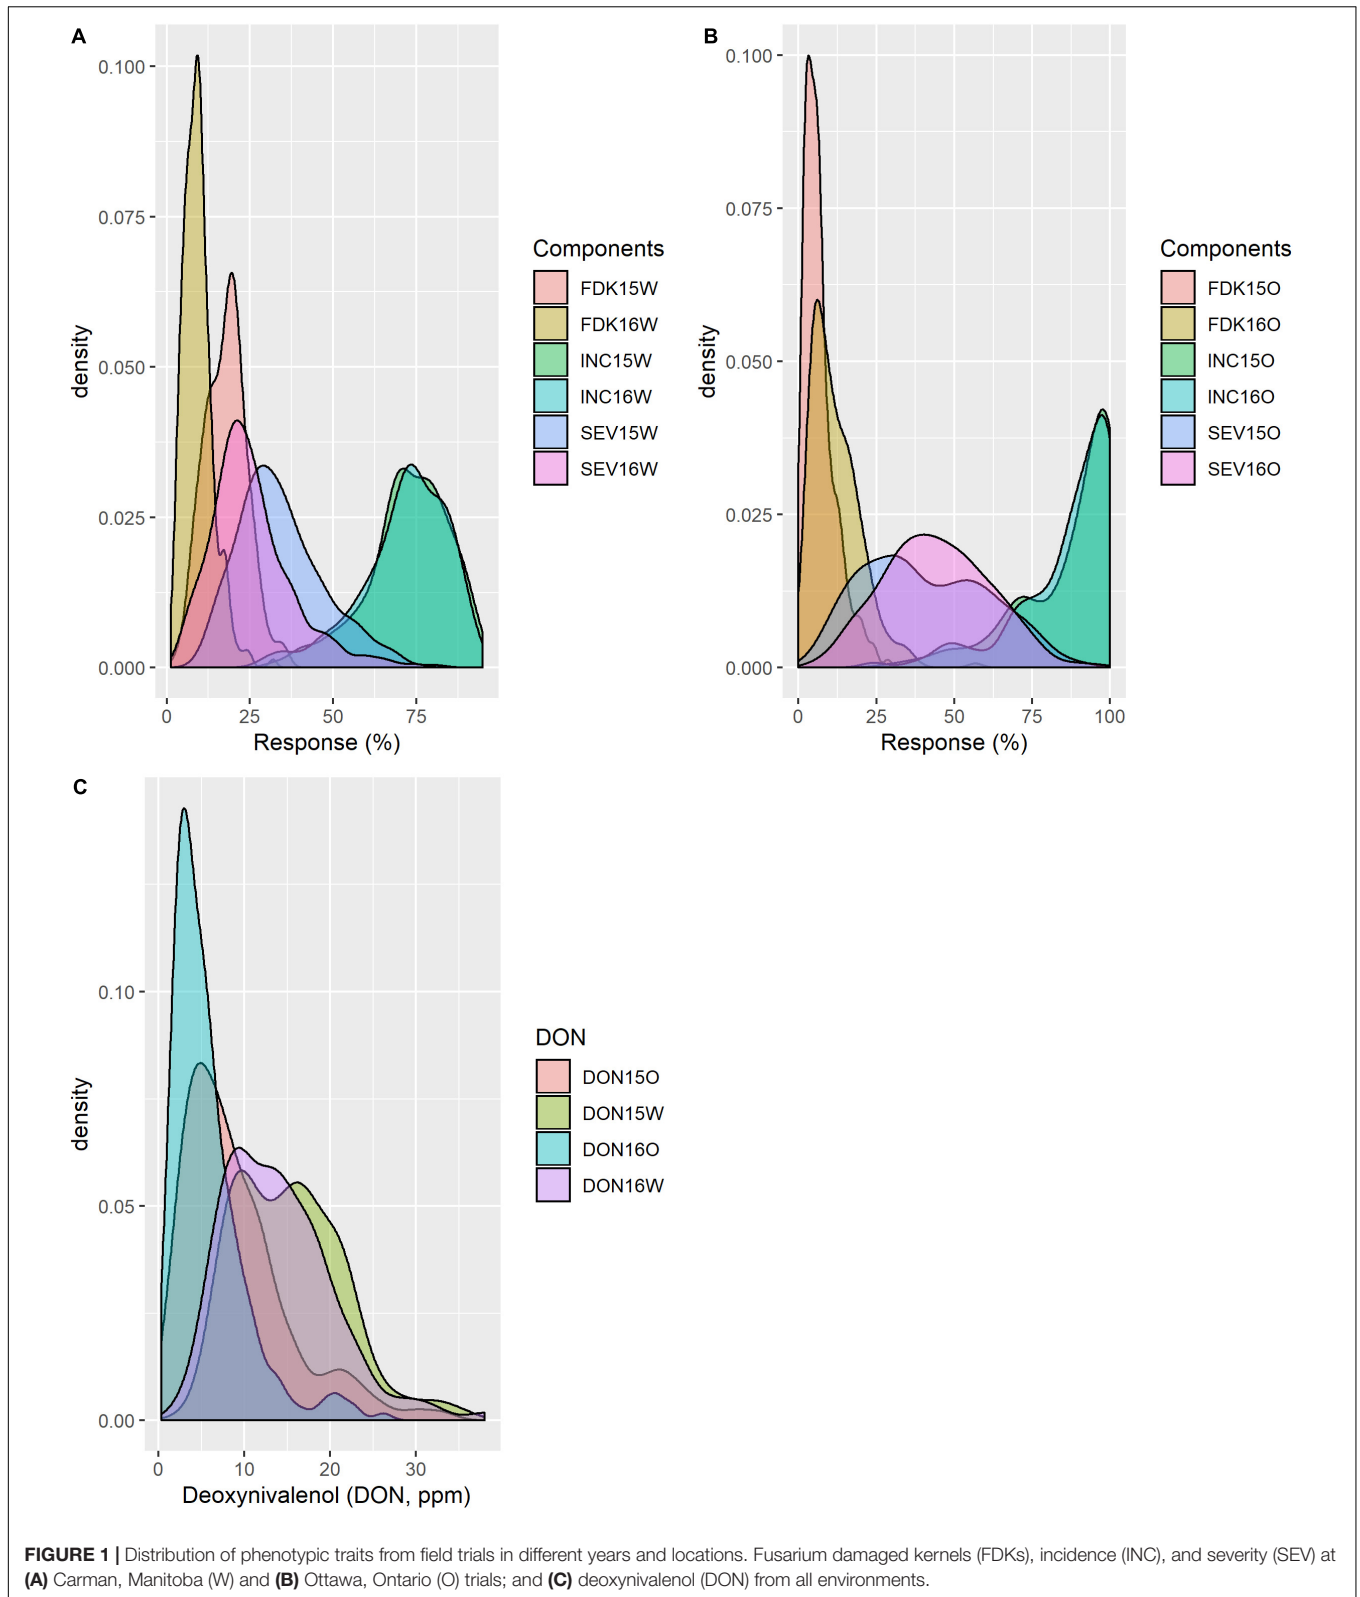 A
0.100
0.075
0.050
0.025
0.000
density
0 25 50 75
Response (%)
Components
FDK15W
FDK16W
INC15W
INC16W
SEV15W
SEV16W
B
0.100
0.075
0.050
0.025
0.000
density
0 25 50 75 100
Response (%)
Components
FDK15O
FDK16O
INC15O
INC16O
SEV15O
SEV16O
C
0.10
0.05
0.00
density
0 10 20 30
Deoxynivalenol (DON, ppm)
DON
DON15O
DON15W
DON16O
DON16W
FIGURE 1 | Distribution of phenotypic traits from field trials in different years and locations. Fusarium damaged kernels (FDKs), incidence (INC), and severity (SEV) at
(A) Carman, Manitoba (W) and (B) Ottawa, Ontario (O) trials; and (C) deoxynivalenol (DON) from all environments.